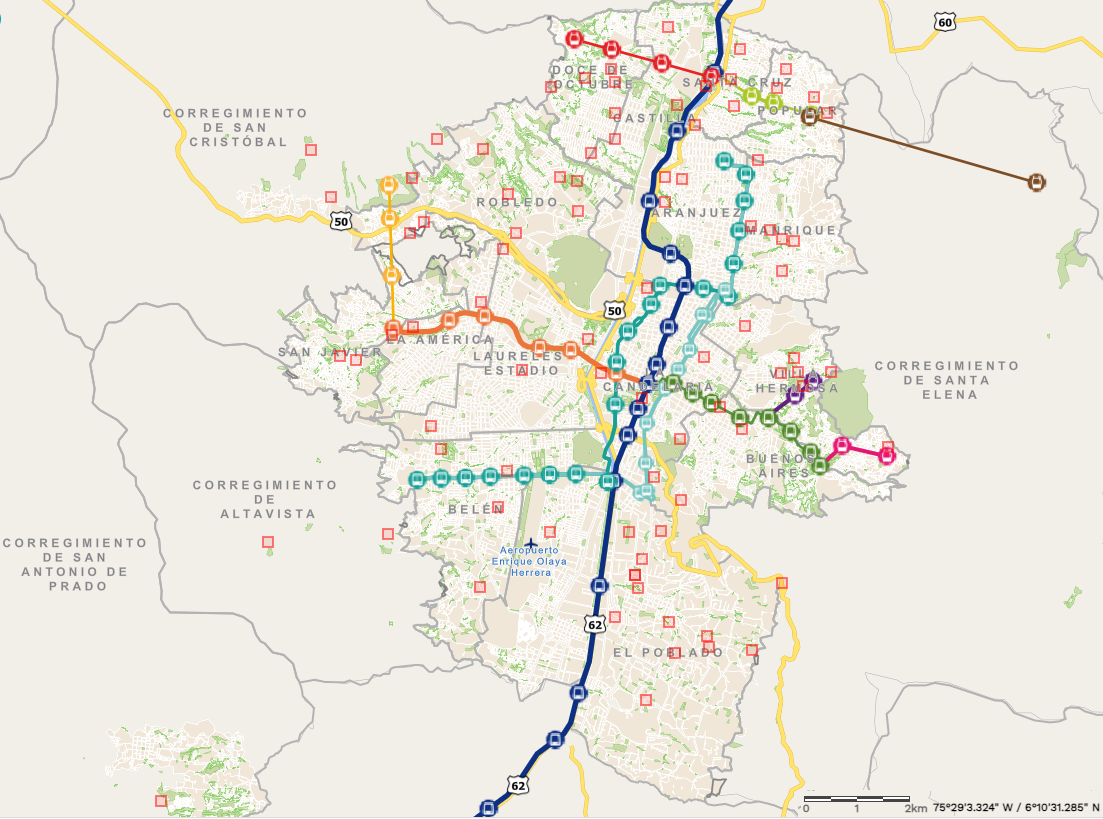 60
DOCE DE
OCTUBRE
SANTA CRUZ
POPULAR
CASTILLA
CORREGIMIENTO
DE SAN
CRISTÓBAL
50
ROBLEDO
ARANJUEZ
MANRIQUE
50
SAN JAVIER
LA AMÉRICA
LAURELES
ESTADIO
LA
CANDELARIA
VILLA
HERMOSA
CORREGIMIENTO
DE SANTA
ELENA
BUENOS
AIRES
CORREGIMIENTO
DE
ALTAVISTA
BELÉN
CORREGIMIENTO
DE SAN
ANTONIO DE
PRADO
Aeropuerto
Enrique Olaya
Herrera
62
EL POBLADO
62
0 1 2km
75°29'3.324" W / 6°10'31.285" N